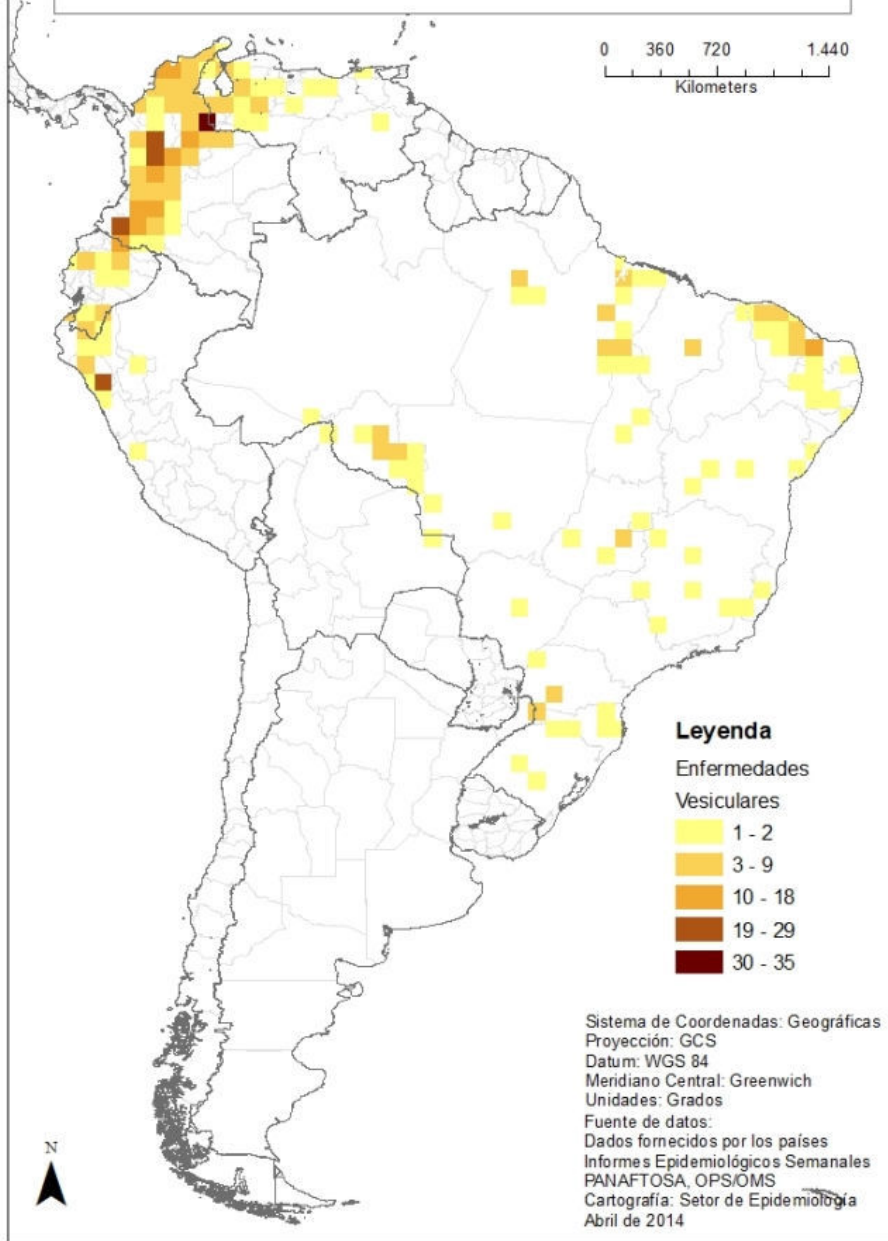 0 360 720 1.440
Kilometers
Leyenda
Enfermedades
Vesiculares
1 - 2
3 - 9
10 - 18
19 - 29
30 - 35
Sistema de Coordenadas: Geográficas
Proyección: GCS
Datum: WGS 84
Meridiano Central: Greenwich
Unidades: Grados
Fuente de datos:
Dados fornecidos por los países
Informes Epidemiológicos Semanales
PANAFTOSA, OPS/OMS
Cartografía: Setor de Epidemiología
Abril de 2014
N